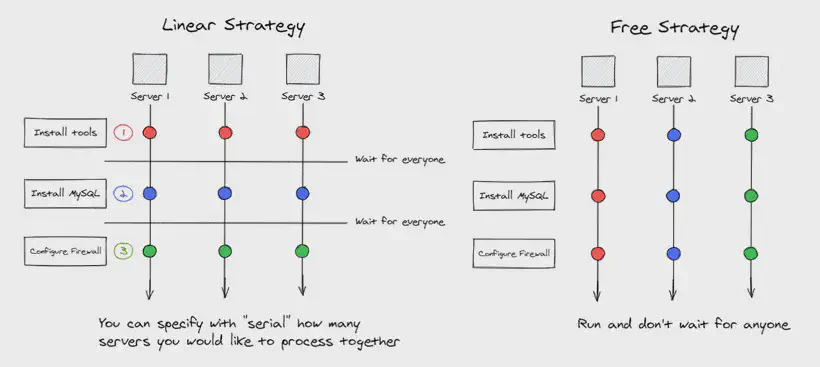 Linear Strategy
Server 1
Server 2
Server 3
Install tools
1
Wait for everyone
Install MySQL
2
Wait for everyone
Configure Firewall
3
You can specify with "serial" how many
servers you would like to process together
Free Strategy
Server 1
Server 2
Server 3
Install tools
Install MySQL
Configure Firewall
Run and don't wait for anyone